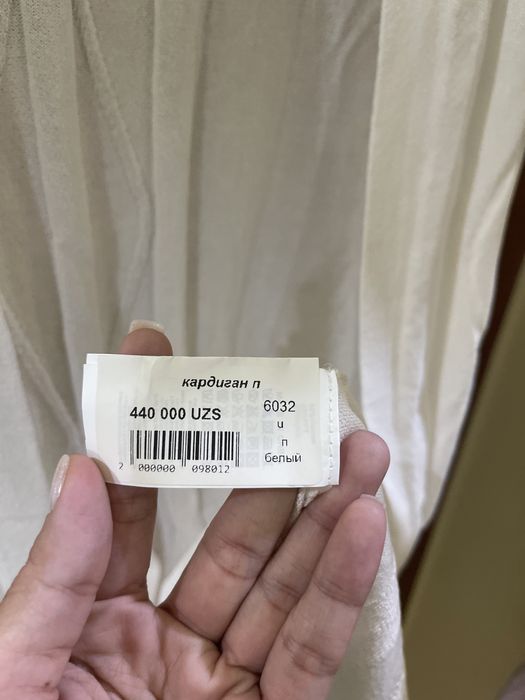 кардиган п
440 000 UZS
6032
и
п
белый
2 000000 098012